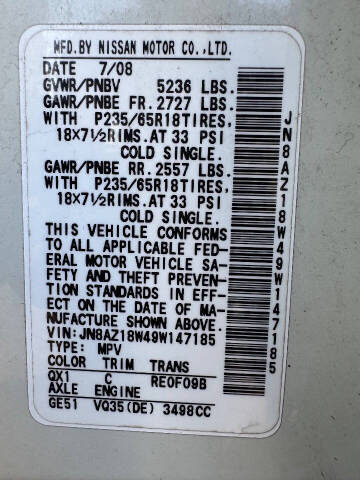 MFD.BY NISSAN MOTOR CO.,LTD.
DATE 7/08
GVWR/PNBV 5236 LBS.
GAWR/PNBE FR. 2727 LBS.
WITH P235/65R18TIRES,
18×7½RIMS.AT 33 PSI
COLD SINGLE.
GAWR/PNBE RR. 2557 LBS.
WITH P235/65R18TIRES,
18×7½RIMS.AT 33 PSI
COLD SINGLE.
THIS VEHICLE CONFORMS
TO ALL APPLICABLE FED-
ERAL MOTOR VEHICLE SA-
FETY AND THEFT PREVEN-
TION STANDARDS IN EFF-
ECT ON THE DATE OF MA-
NUFACTURE SHOWN ABOVE.
VIN:JN8AZ18W49W147185
TYPE: MPV
COLOR TRIM TRANS
QX1 C RE0F09B
AXLE ENGINE
GE51 VQ35(DE) 3498CC
JN8AZ18W49W147185